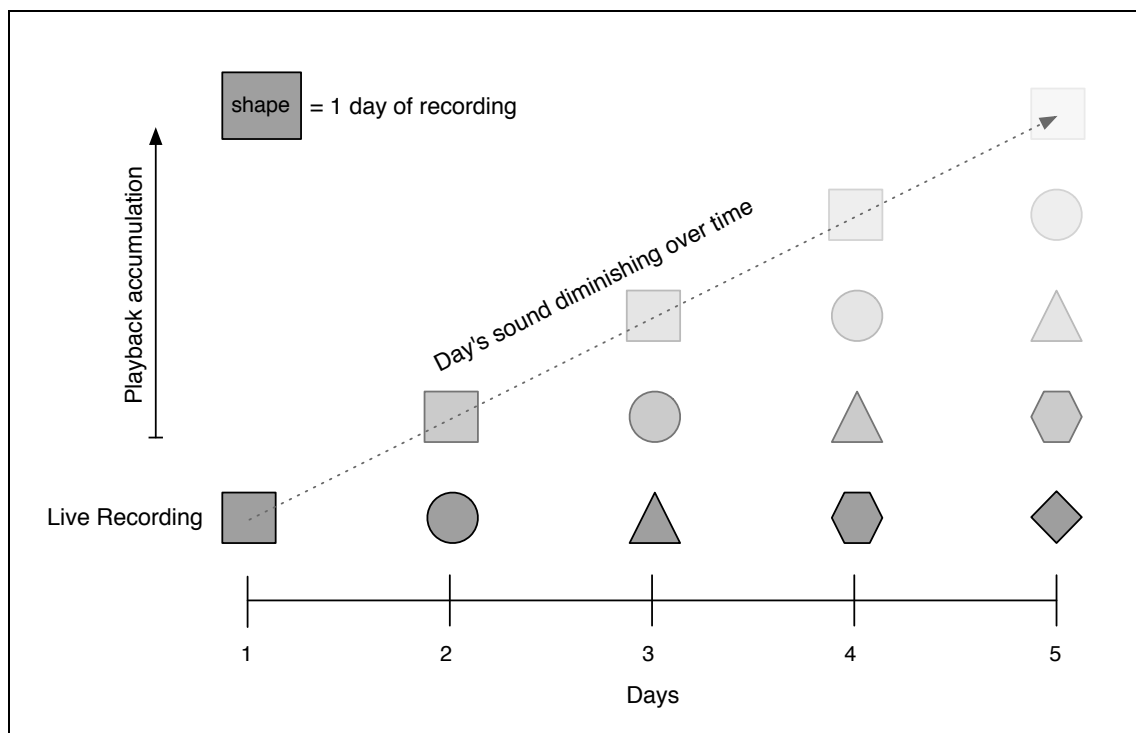 shape = 1 day of recording
Playback accumulation
Day's sound diminishing over time
Live Recording
1 2 3 4 5
Days